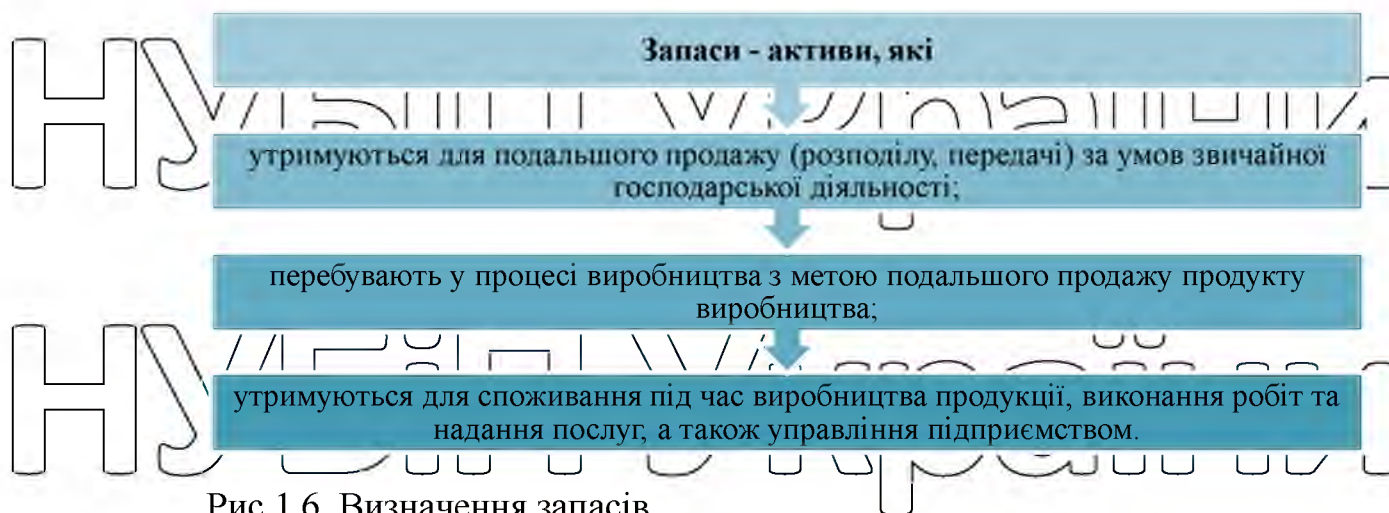 Запаси - активи, які
утримуються для подальшого продажу (розподілу, передачі) за умов звичайної
господарської діяльності;
перебувають у процесі виробництва з метою подальшого продажу продукту
виробництва;
утримуються для споживання під час виробництва продукції, виконання робіт та
надання послуг, а також управління підприємством.
Рис 1.6. Визначення запасів